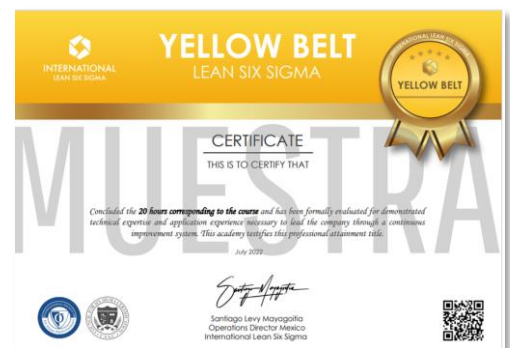 YELLOW BELT
LEAN SIX SIGMA
INTERNATIONAL
LEAN SIX SIGMA
INTERNATIONAL LEAN SIX SIGMA
YELLOW BELT
MUESTRA
CERTIFICATE
THIS IS TO CERTIFY THAT
Concluded the 20 hours corresponding to the course and has been formally evaluated for demonstrated
technical expertise and application experience necessary to lead the company through a continuous
improvement system. This academy testifies this professional attainment title.
July 2022
Santiago Levy Mayagoitia
Operations Director Mexico
International Lean Six Sigma